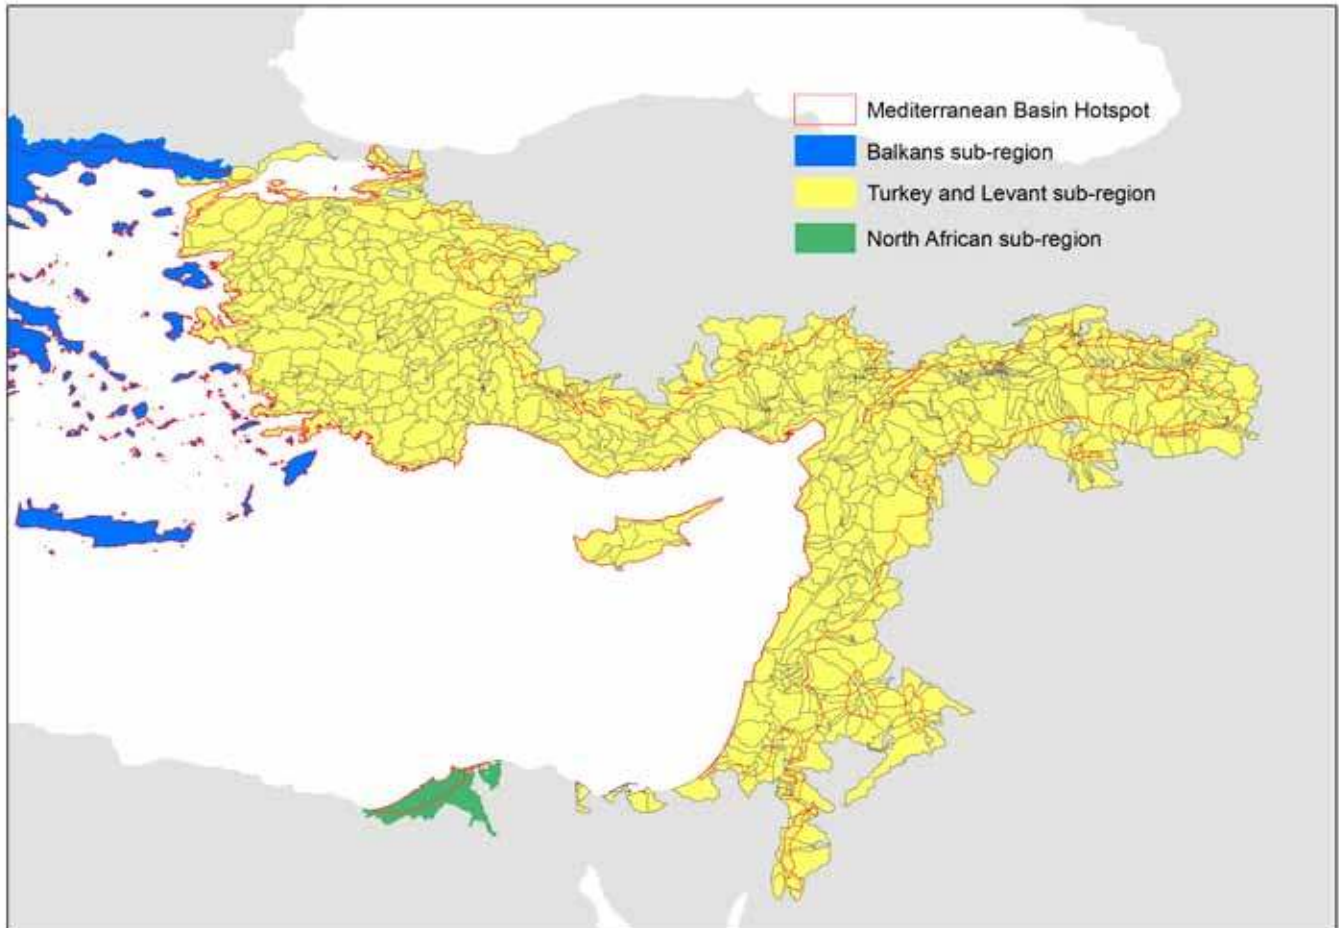 Mediterranean Basin Hotspot
Balkans sub-region
Turkey and Levant sub-region
North African sub-region